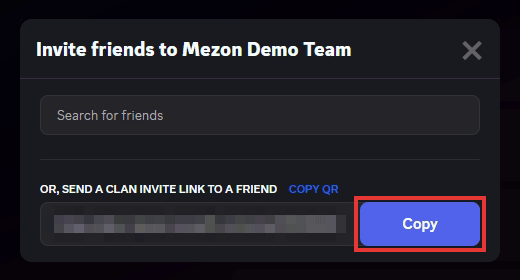 Invite friends to Mezon Demo Team
Search for friends
OR, SEND A CLAN INVITE LINK TO A FRIEND COPY QR
Copy